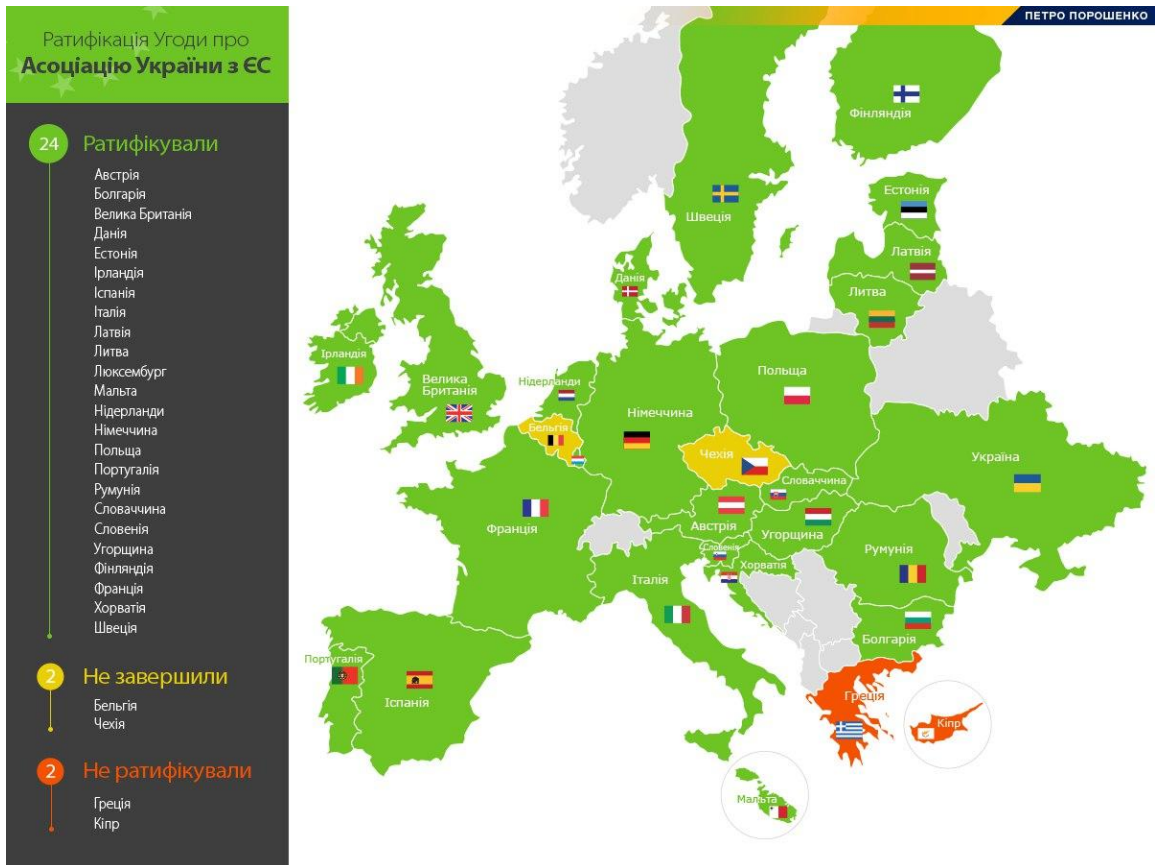 ПЕТРО ПОРОШЕНКО
Ратифікація Угоди про
Асоціацію України з ЄС
24 Ратифікували
Австрія
Болгарія
Велика Британія
Данія
Естонія
Ірландія
Іспанія
Італія
Латвія
Литва
Люксембург
Мальта
Нідерланди
Німеччина
Польща
Португалія
Румунія
Словаччина
Словенія
Угорщина
Фінляндія
Франція
Хорватія
Швеція
2 Не завершили
Бельгія
Чехія
2 Не ратифікували
Греція
Кіпр
Фінляндія
Естонія
Швеція
Латвія
Данія
Литва
Ірландія
Польща
Велика
Британія
Нідерланди
Німеччина
Бельгія
Чехія
Україна
Словаччина
Франція
Австрія
Угорщина
Словенія
Хорватія
Румунія
Італія
Болгарія
Португалія
Іспанія
Греція
Кіпр
Мальта